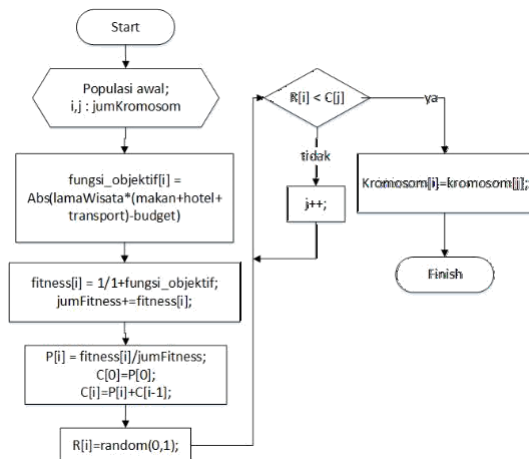 Start
Populasi awal;
i,j : jumKromosom
fungsi_objektif[i] =
Abs(lamaWisata*(makan+hotel+
transport)-budget)
fitness[i] = 1/1+fungsi_objektif;
jumFitness+=fitness[i];
P[i] = fitness[i]/jumFitness;
C[0]=P[0];
C[i]=P[i]+C[i-1];
R[i]=random(0,1);
R[i] < C[j]
ya
tidak
j++;
Kromosom[i]=kromosom[j];
Finish